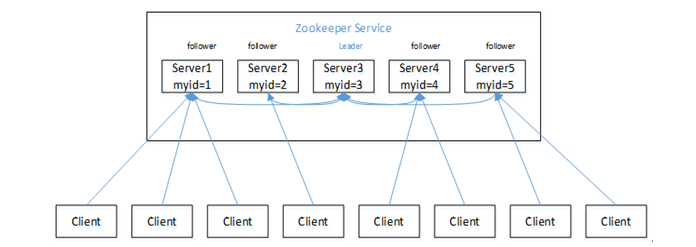 Zookeeper Service
follower follower Leader follower follower
Server1 Server2 Server3 Server4 Server5
myid=1 myid=2 myid=3 myid=4 myid=5
Client Client Client Client Client Client Client Client